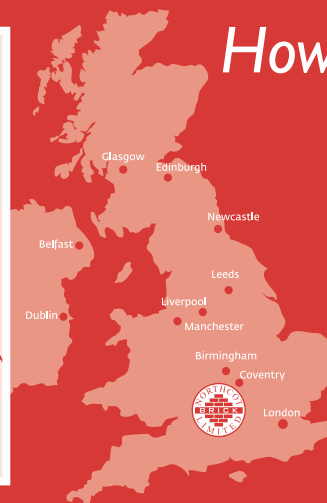 How
Glasgow
Edinburgh
Newcastle
Belfast
Leeds
Liverpool
Dublin
Manchester
Birmingham
Coventry
NORTHCOT
BRICK
LIMITED
London